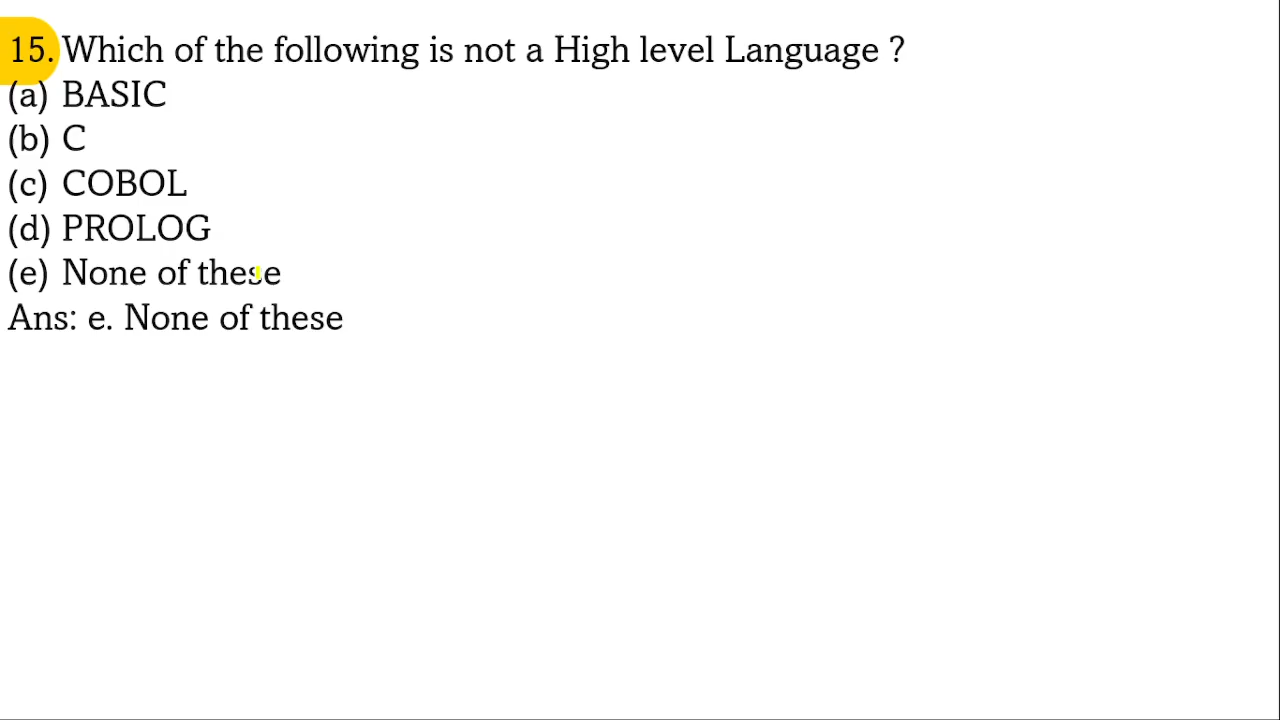 15. Which of the following is not a High level Language ?
(a) BASIC
(b) C
(c) COBOL
(d) PROLOG
(e) None of these
Ans: e. None of these